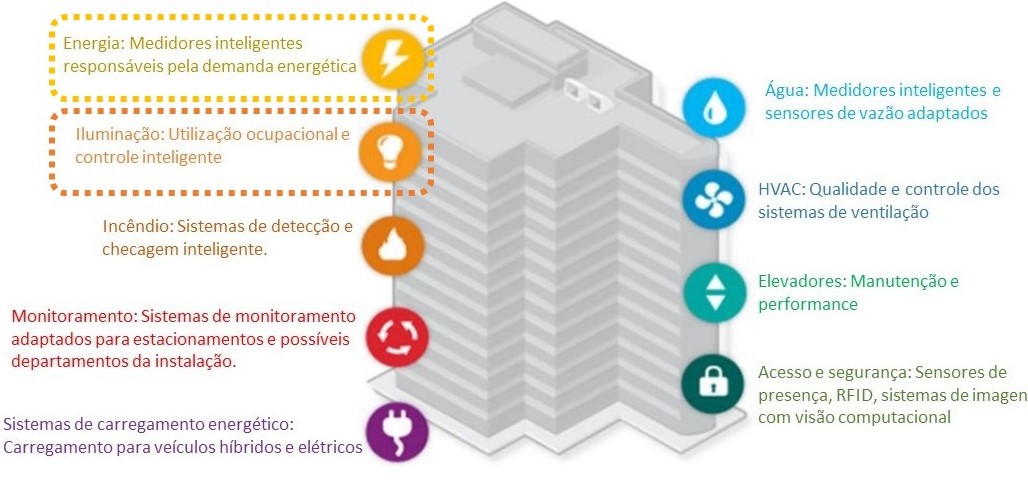 Energia: Medidores inteligentes
responsáveis pela demanda energética
Iluminação: Utilização ocupacional e
controle inteligente
Incêndio: Sistemas de detecção e
checagem inteligente.
Monitoramento: Sistemas de monitoramento
adaptados para estacionamentos e possíveis
departamentos da instalação.
Sistemas de carregamento energético:
Carregamento para veículos híbridos e elétricos
Água: Medidores inteligentes e
sensores de vazão adaptados
HVAC: Qualidade e controle dos
sistemas de ventilação
Elevadores: Manutenção e
performance
Acesso e segurança: Sensores de
presença, RFID, sistemas de imagen
com visão computacional